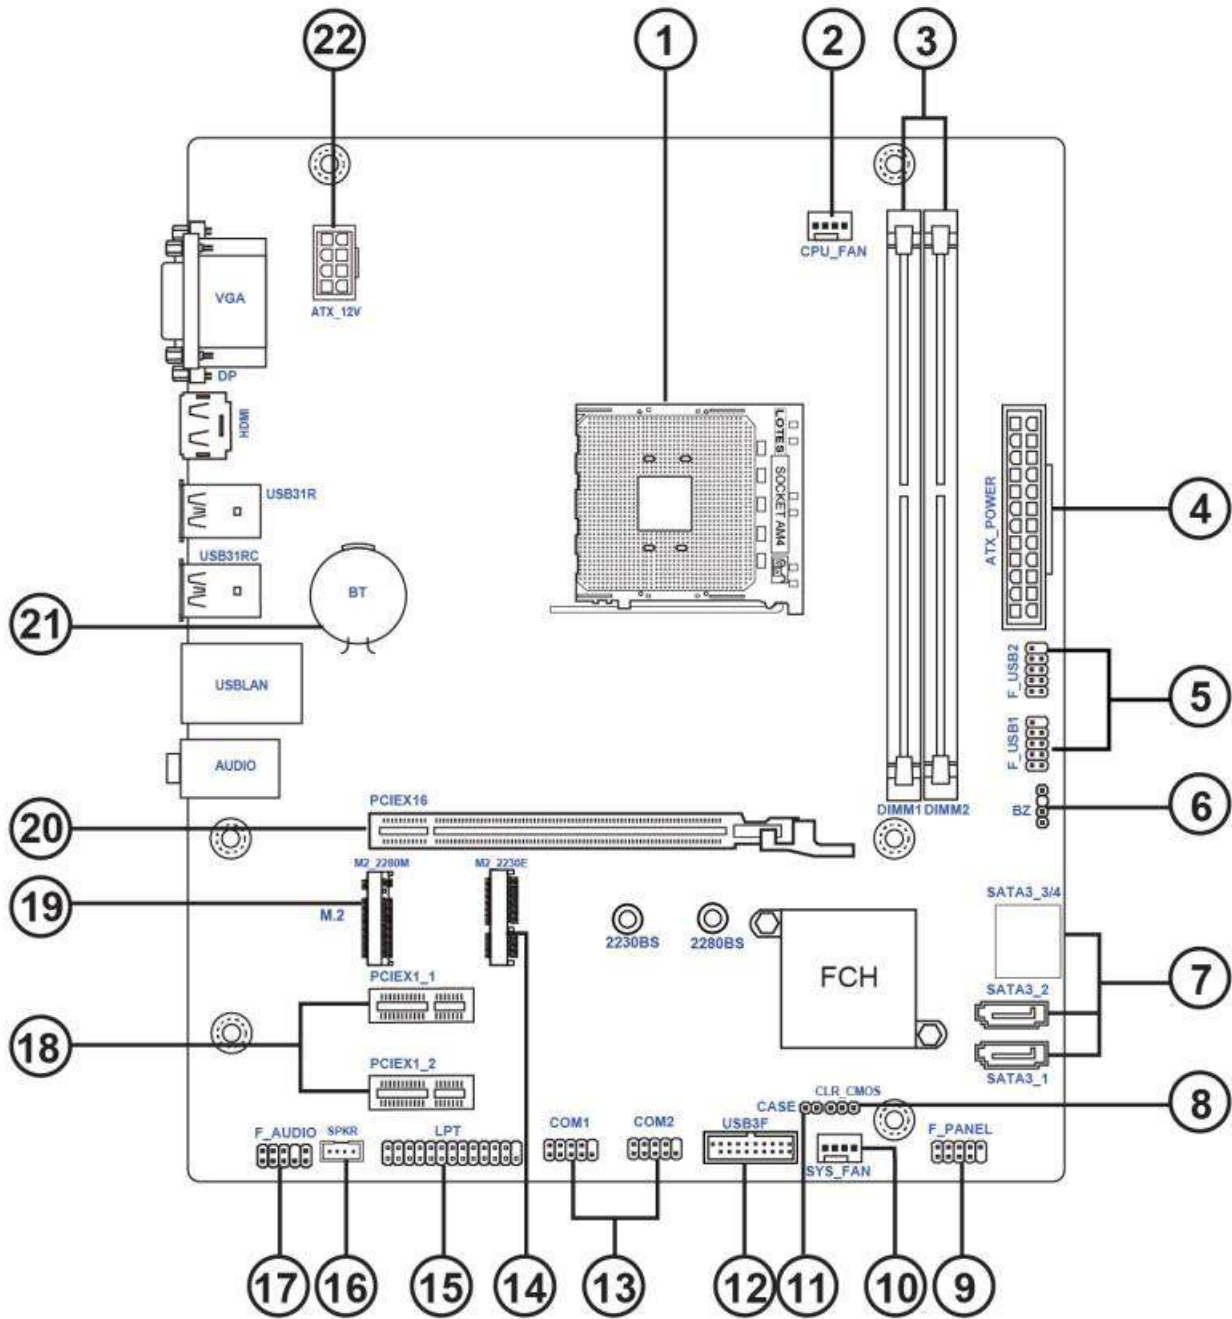 22
1
2
3
CPU_FAN
VGA
ATX_12V
DP
HDMI
LOTES
SOCKET AM4
ATX_POWER
4
USB31R
USB31RC
BT
21
USBLAN
F_USB2
5
F_USB1
AUDIO
PCIEX16
DIMM1 DIMM2
BZ
6
20
M2_2280M
M2_2230E
19
M.2
2230BS
2280BS
SATA3_3/4
FCH
7
PCIEX1_1
SATA3_2
18
PCIEX1_2
SATA3_1
CLR_CMOS
CASE
8
F_AUDIO
SPKR
LPT
COM1
COM2
USB3F
SYS_FAN
F_PANEL
17
16
15
14
13
12
11
10
9